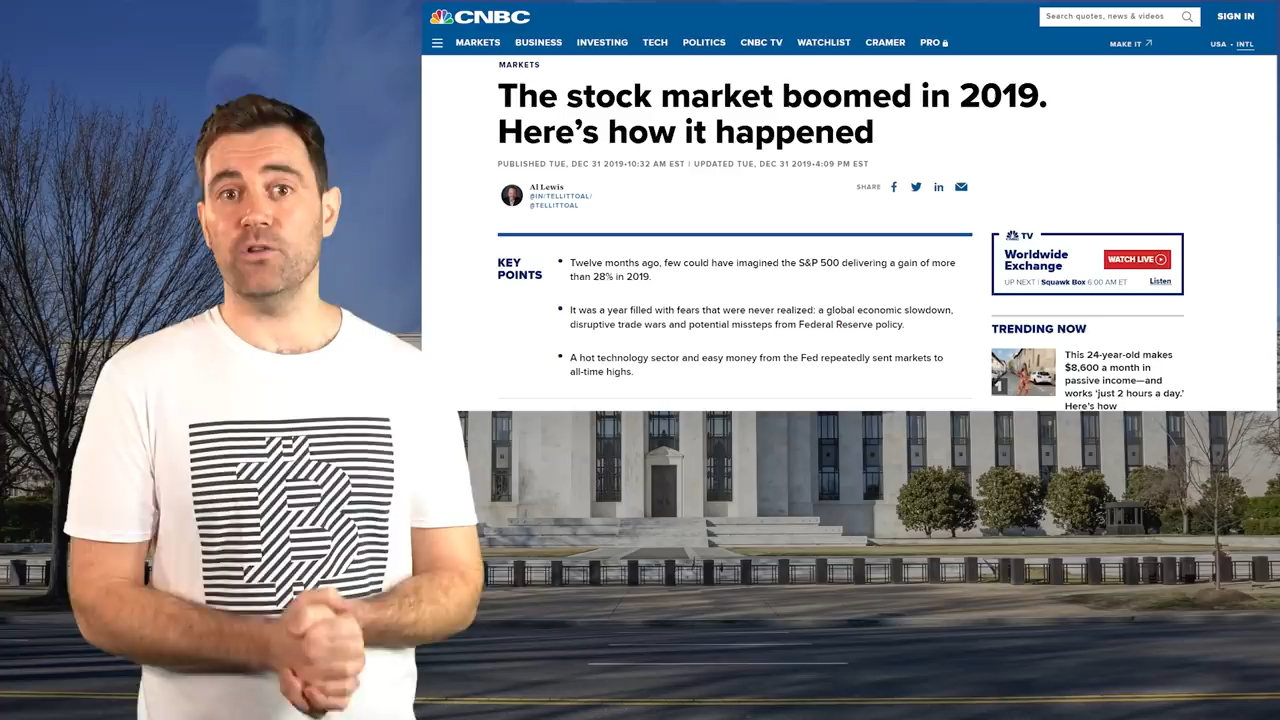 CNBC
Search quotes, news & videos
SIGN IN
MARKETS BUSINESS INVESTING TECH POLITICS CNBC TV WATCHLIST CRAMER PRO
MAKE IT
USA • INTL
MARKETS
The stock market boomed in 2019.
Here’s how it happened
PUBLISHED TUE, DEC 31 2019•10:32 AM EST | UPDATED TUE, DEC 31 2019•4:09 PM EST
Al Lewis
@IN/TELLITTOAL/
@TELLITTOAL
SHARE
KEY
POINTS
• Twelve months ago, few could have imagined the S&P 500 delivering a gain of more
than 28% in 2019.
• It was a year filled with fears that were never realized: a global economic slowdown,
disruptive trade wars and potential missteps from Federal Reserve policy.
• A hot technology sector and easy money from the Fed repeatedly sent markets to
all-time highs.
TV
Worldwide
Exchange
WATCH LIVE
UP NEXT | Squawk Box 6:00 AM ET
Listen
TRENDING NOW
1
This 24-year-old makes
$8,600 a month in
passive income—and
works ‘just 2 hours a day.’
Here’s how